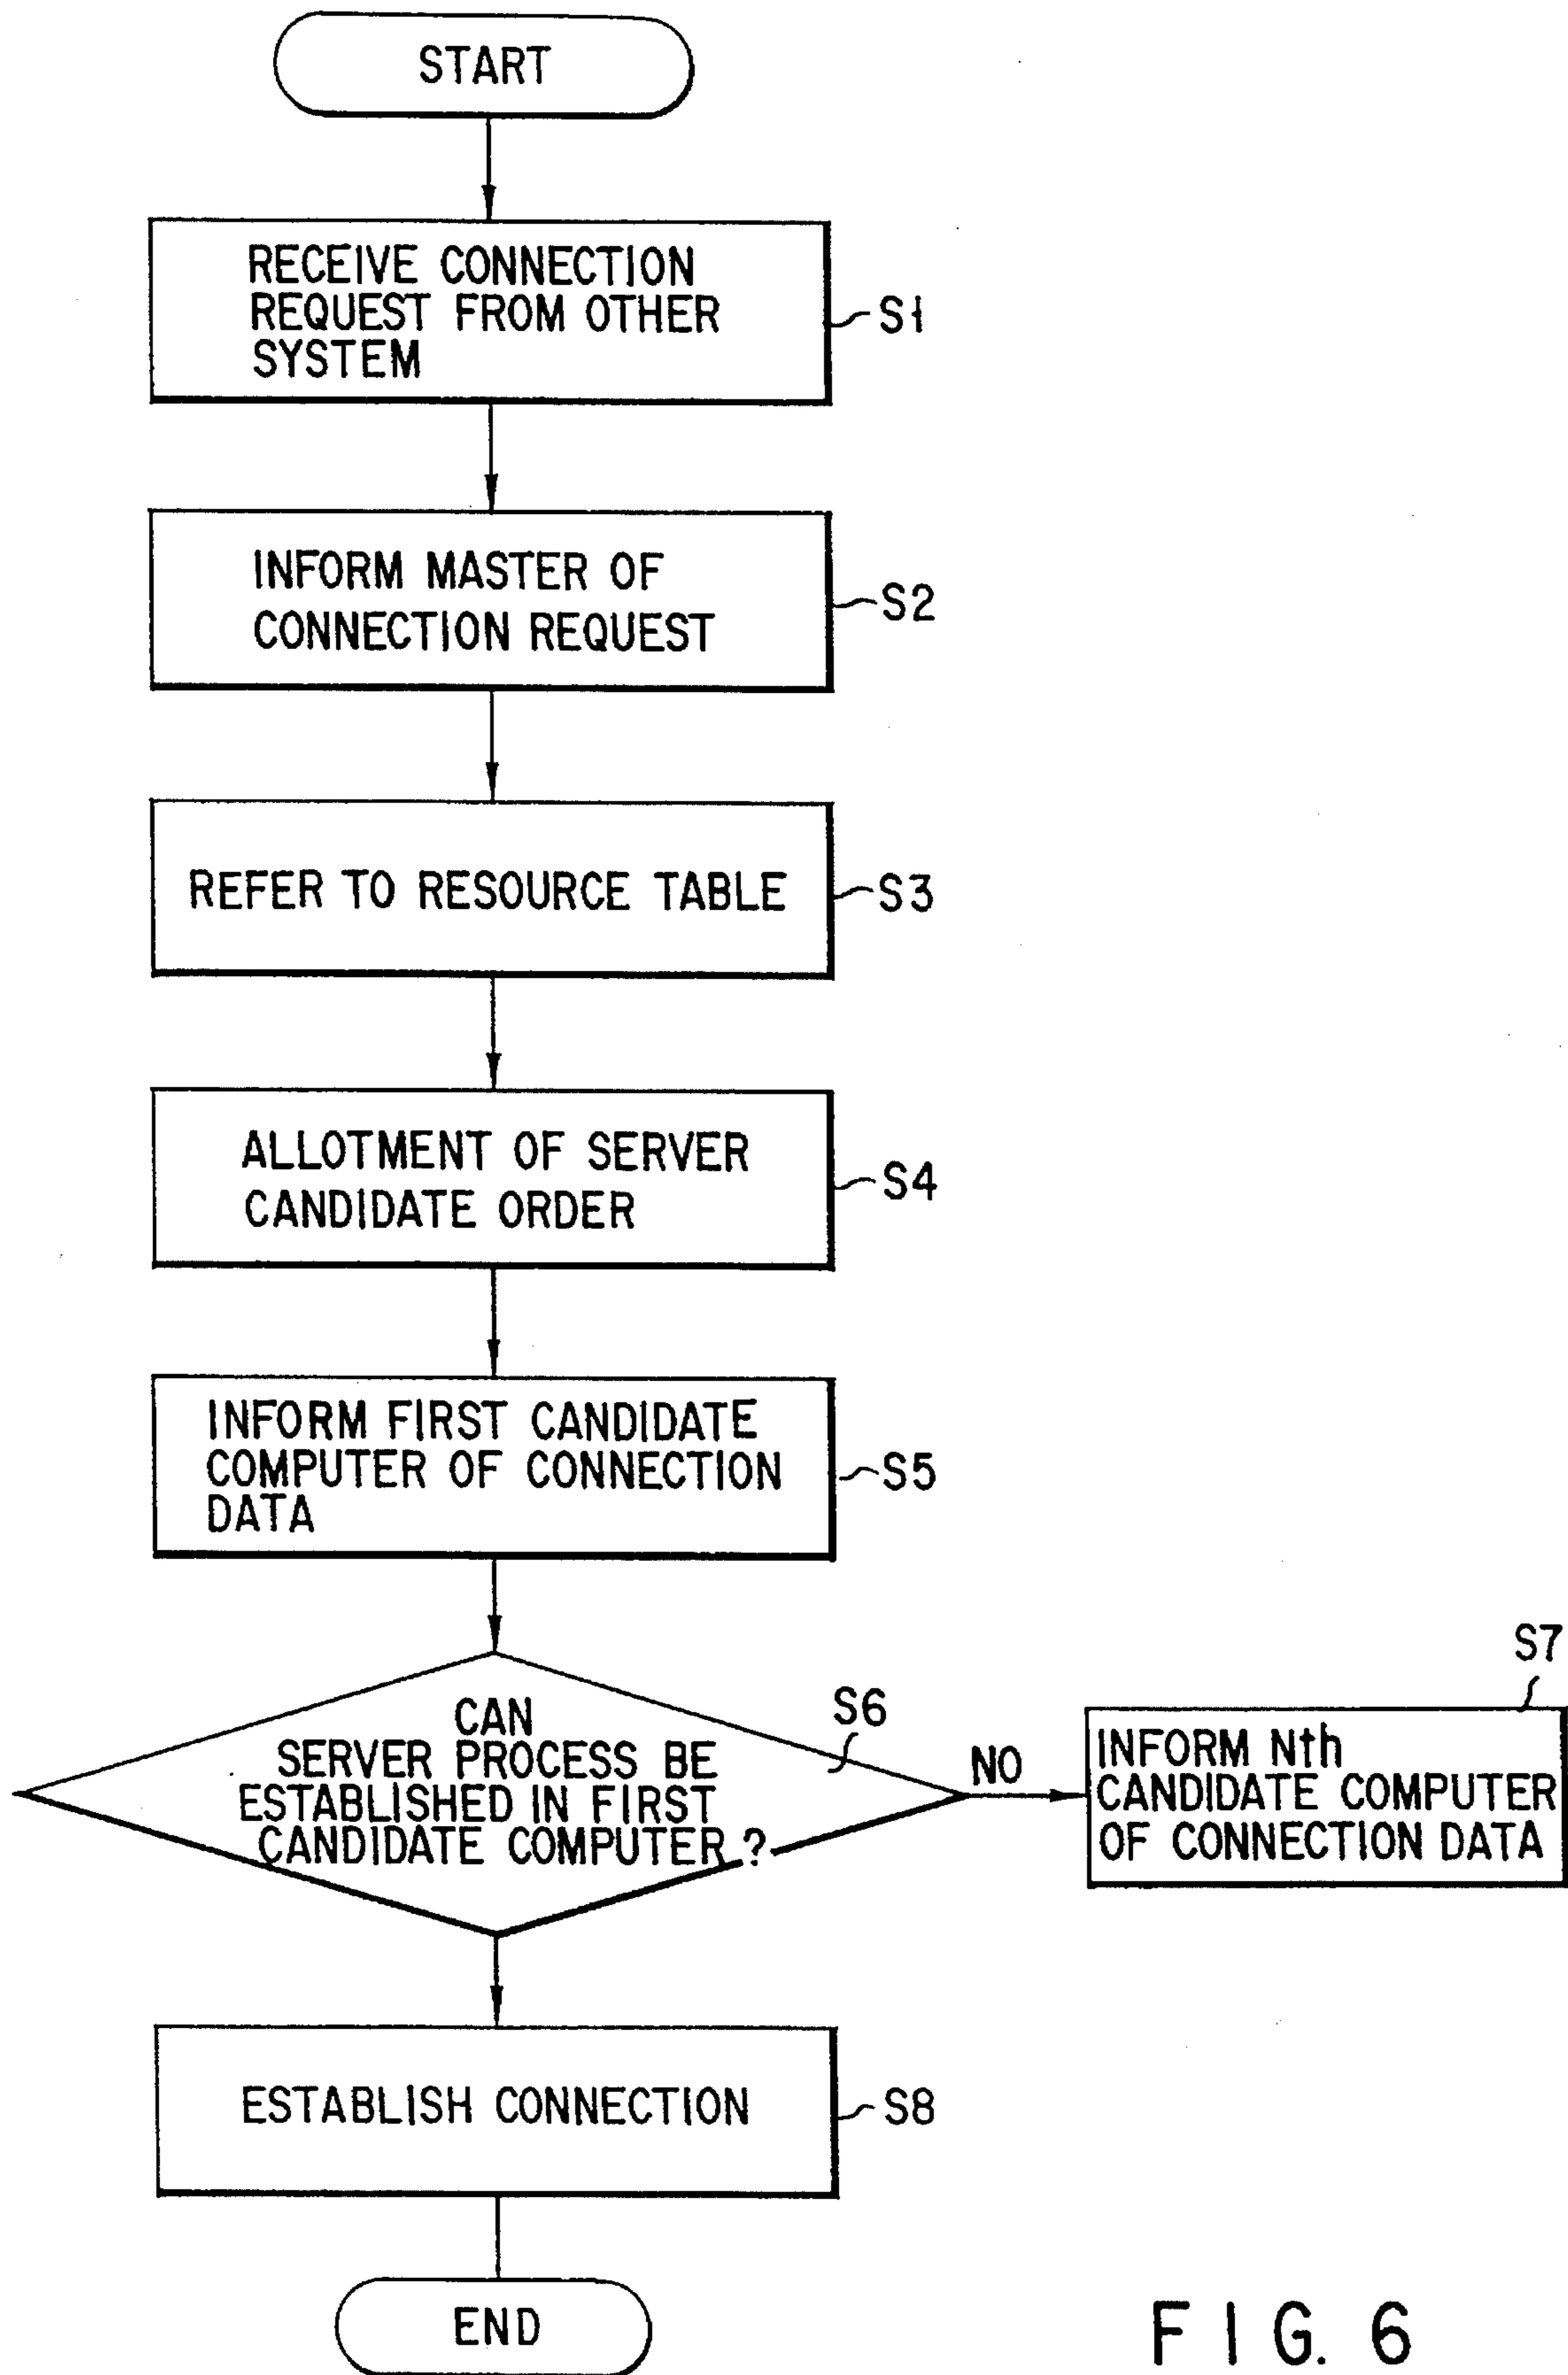 START
RECEIVE CONNECTION
REQUEST FROM OTHER
SYSTEM
S1
INFORM MASTER OF
CONNECTION REQUEST
S2
REFER TO RESOURCE TABLE
S3
ALLOTMENT OF SERVER
CANDIDATE ORDER
S4
INFORM FIRST CANDIDATE
COMPUTER OF CONNECTION
DATA
S5
CAN
SERVER PROCESS BE
ESTABLISHED IN FIRST
CANDIDATE COMPUTER ?
S6
NO
S7
INFORM Nth
CANDIDATE COMPUTER
OF CONNECTION DATA
ESTABLISH CONNECTION
S8
END
FIG. 6